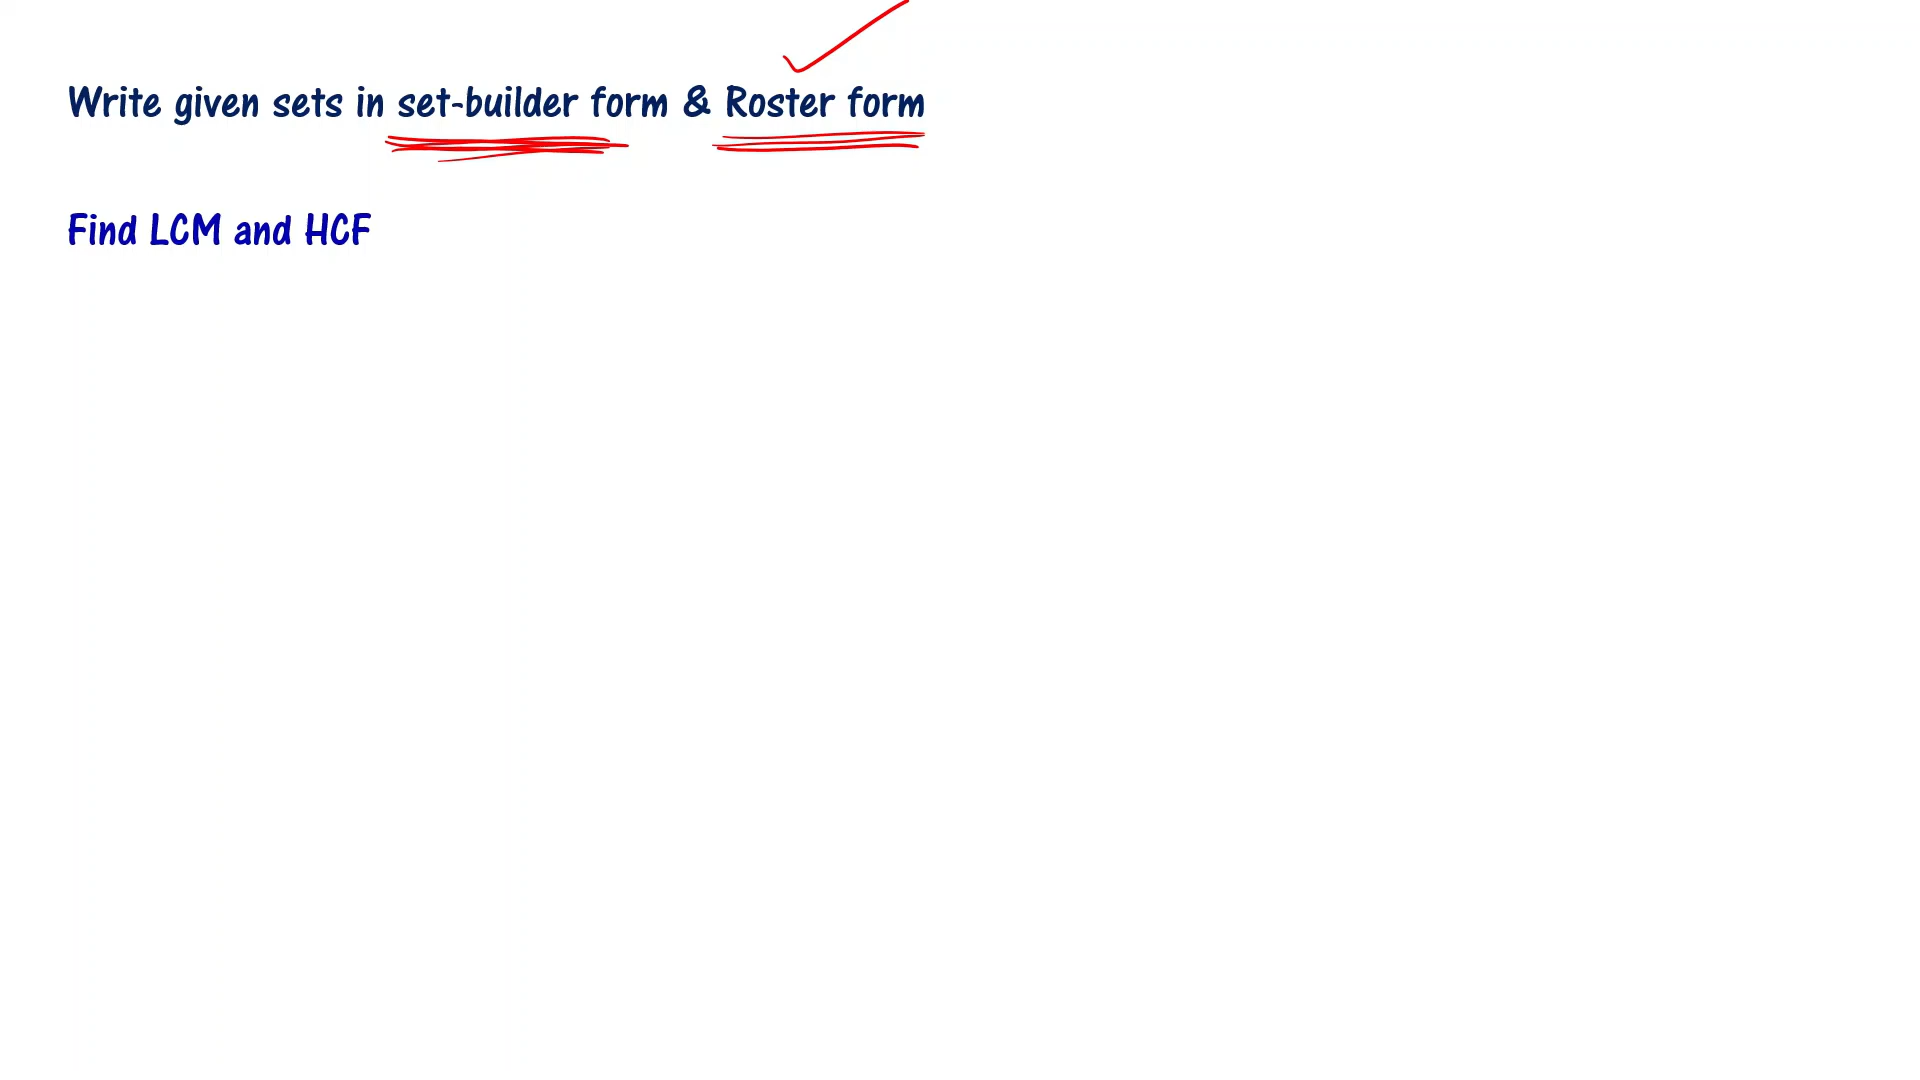 Write given sets in set-builder form & Roster form
Find LCM and HCF